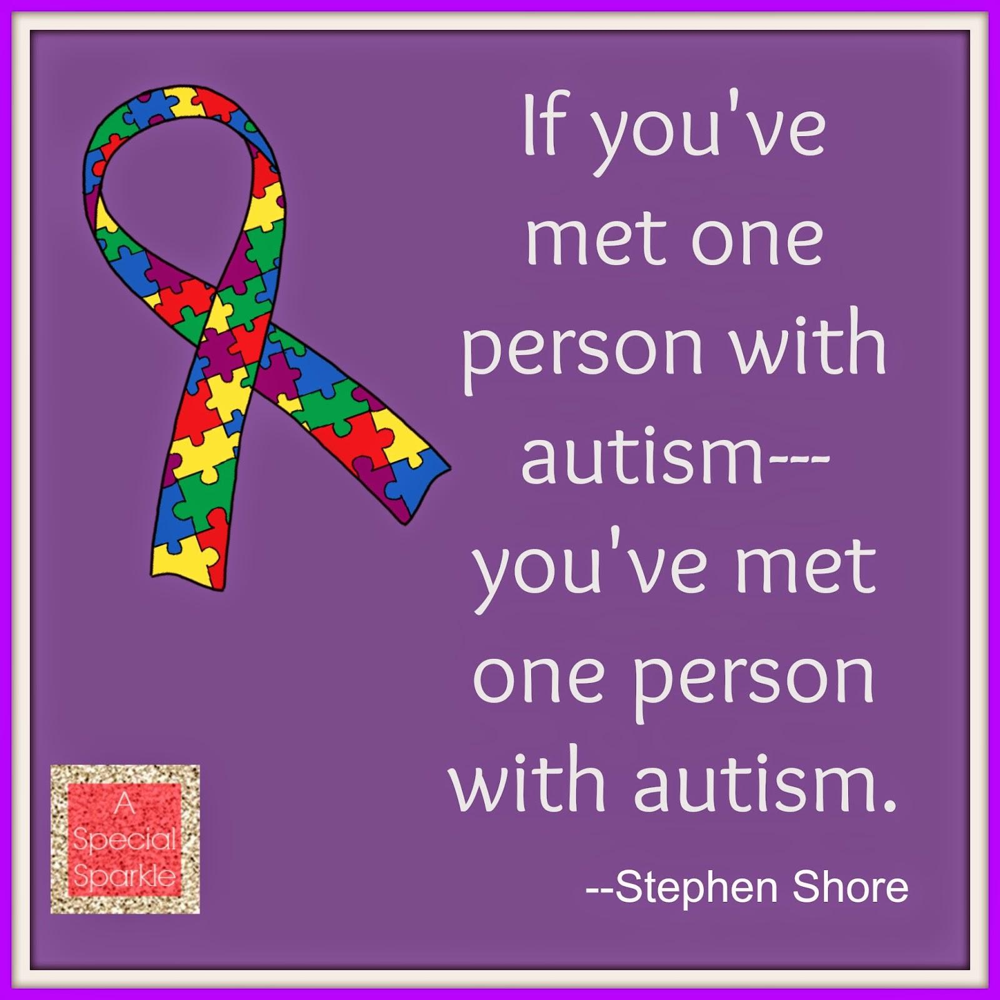 If you've
met one
person with
autism---
you've met
one person
with autism.
--Stephen Shore
A
Special
Sparkle